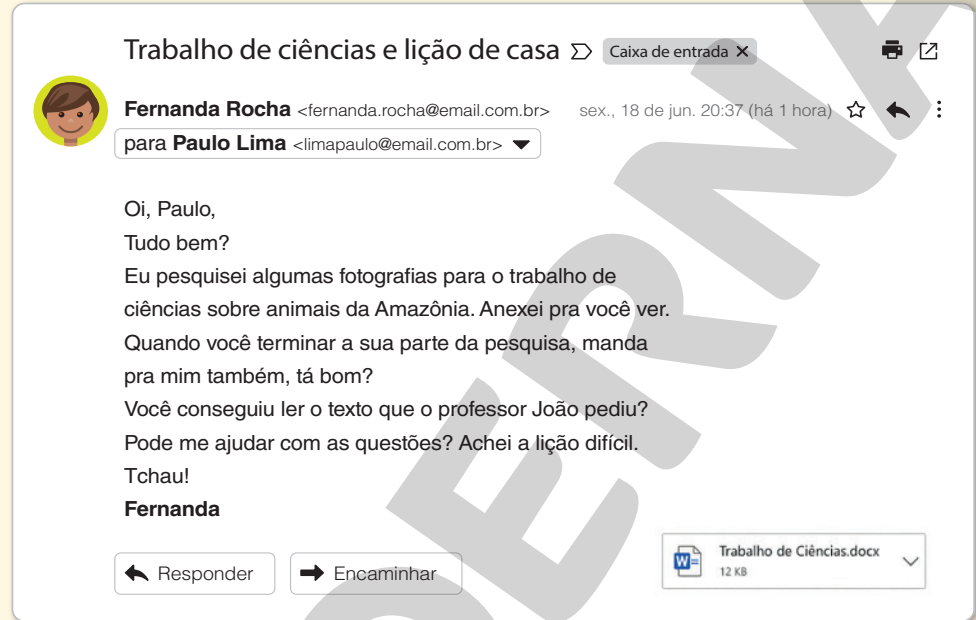 Trabalho de ciências e lição de casa Caixa de entrada X
Fernanda Rocha <fernanda.rocha@email.com.br> sex., 18 de jun. 20:37 (há 1 hora)
para Paulo Lima <limapaulo@email.com.br>
Oi, Paulo,
Tudo bem?
Eu pesquisei algumas fotografias para o trabalho de
ciências sobre animais da Amazônia. Anexei pra você ver.
Quando você terminar a sua parte da pesquisa, manda
pra mim também, tá bom?
Você conseguiu ler o texto que o professor João pediu?
Pode me ajudar com as questões? Achei a lição difícil.
Tchau!
Fernanda
W
Trabalho de Ciências.docx
12 KB
Responder
Encaminhar